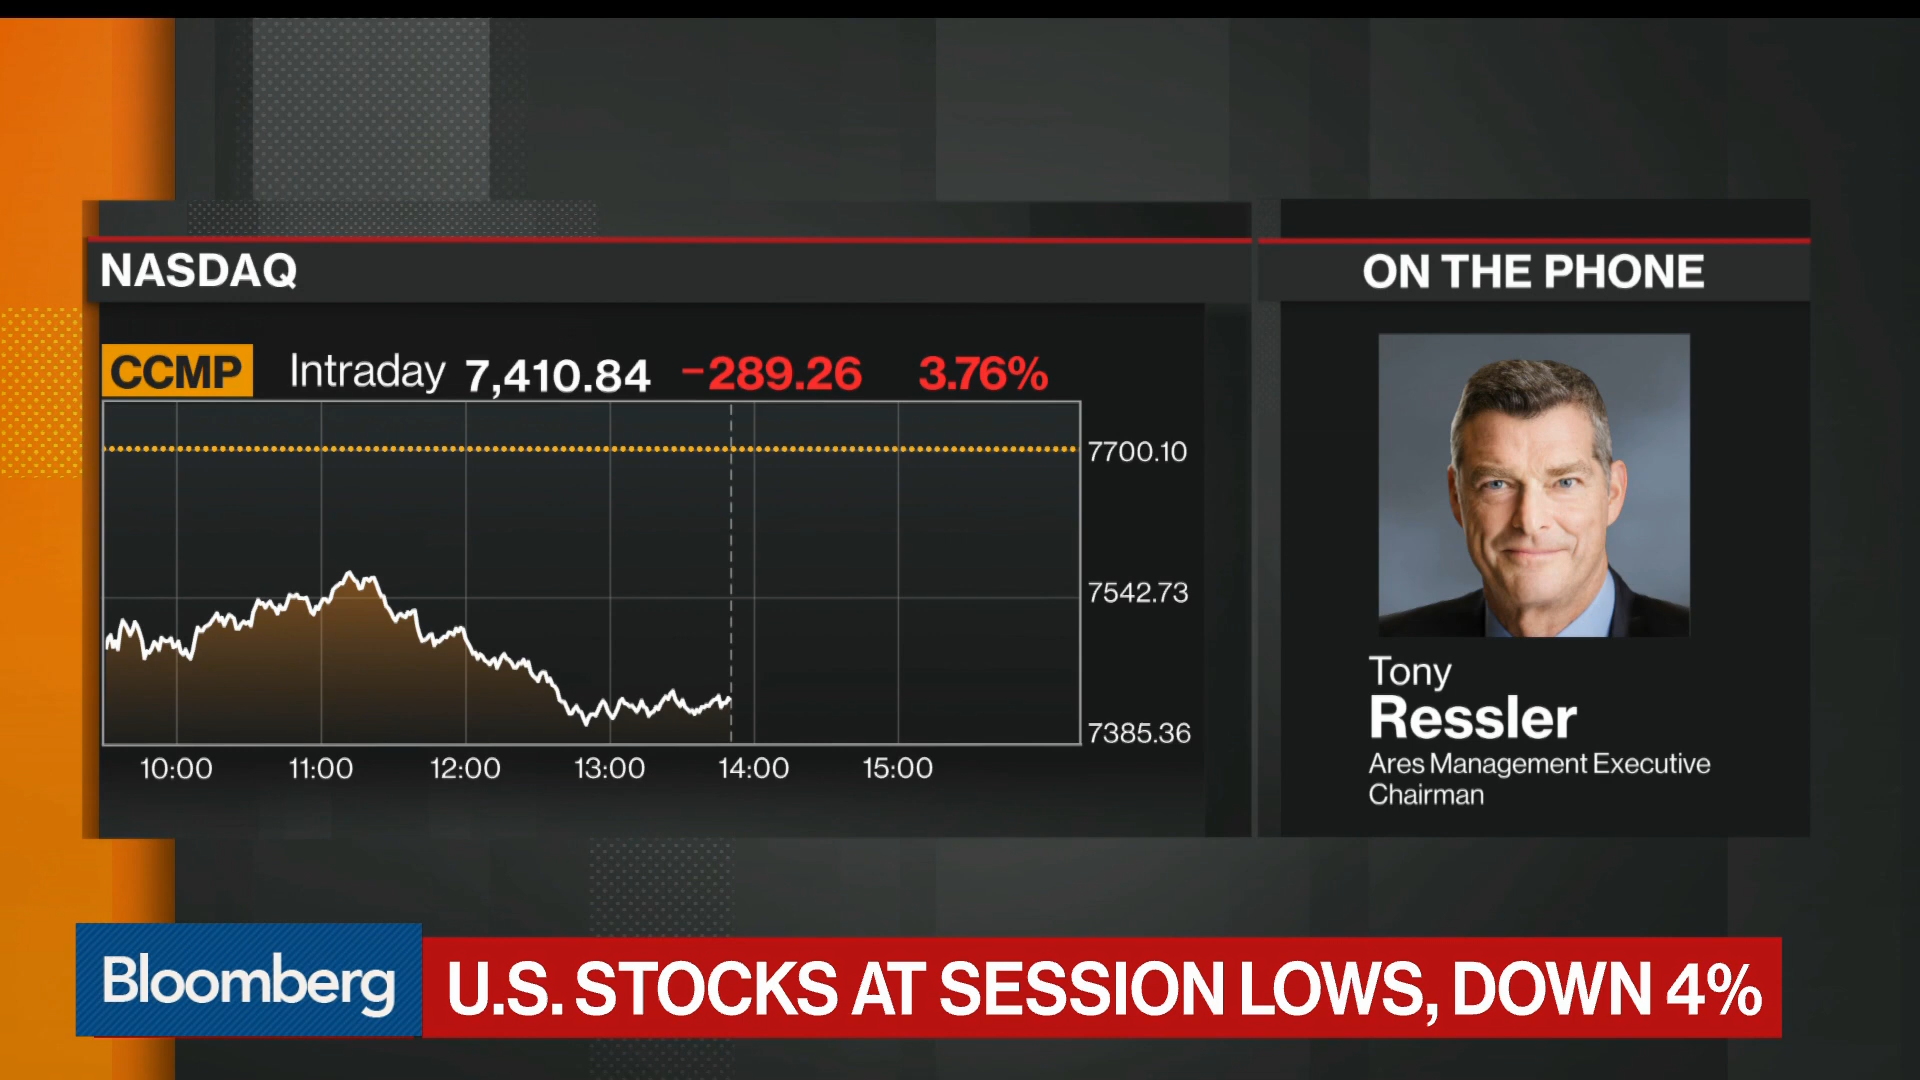 NASDAQ
CCMP Intraday 7,410.84 -289.26 3.76%
7700.10
7542.73
7385.36
10:00 11:00 12:00 13:00 14:00 15:00
ON THE PHONE
Tony
Ressler
Ares Management Executive
Chairman
Bloomberg
U.S. STOCKS AT SESSION LOWS, DOWN 4%